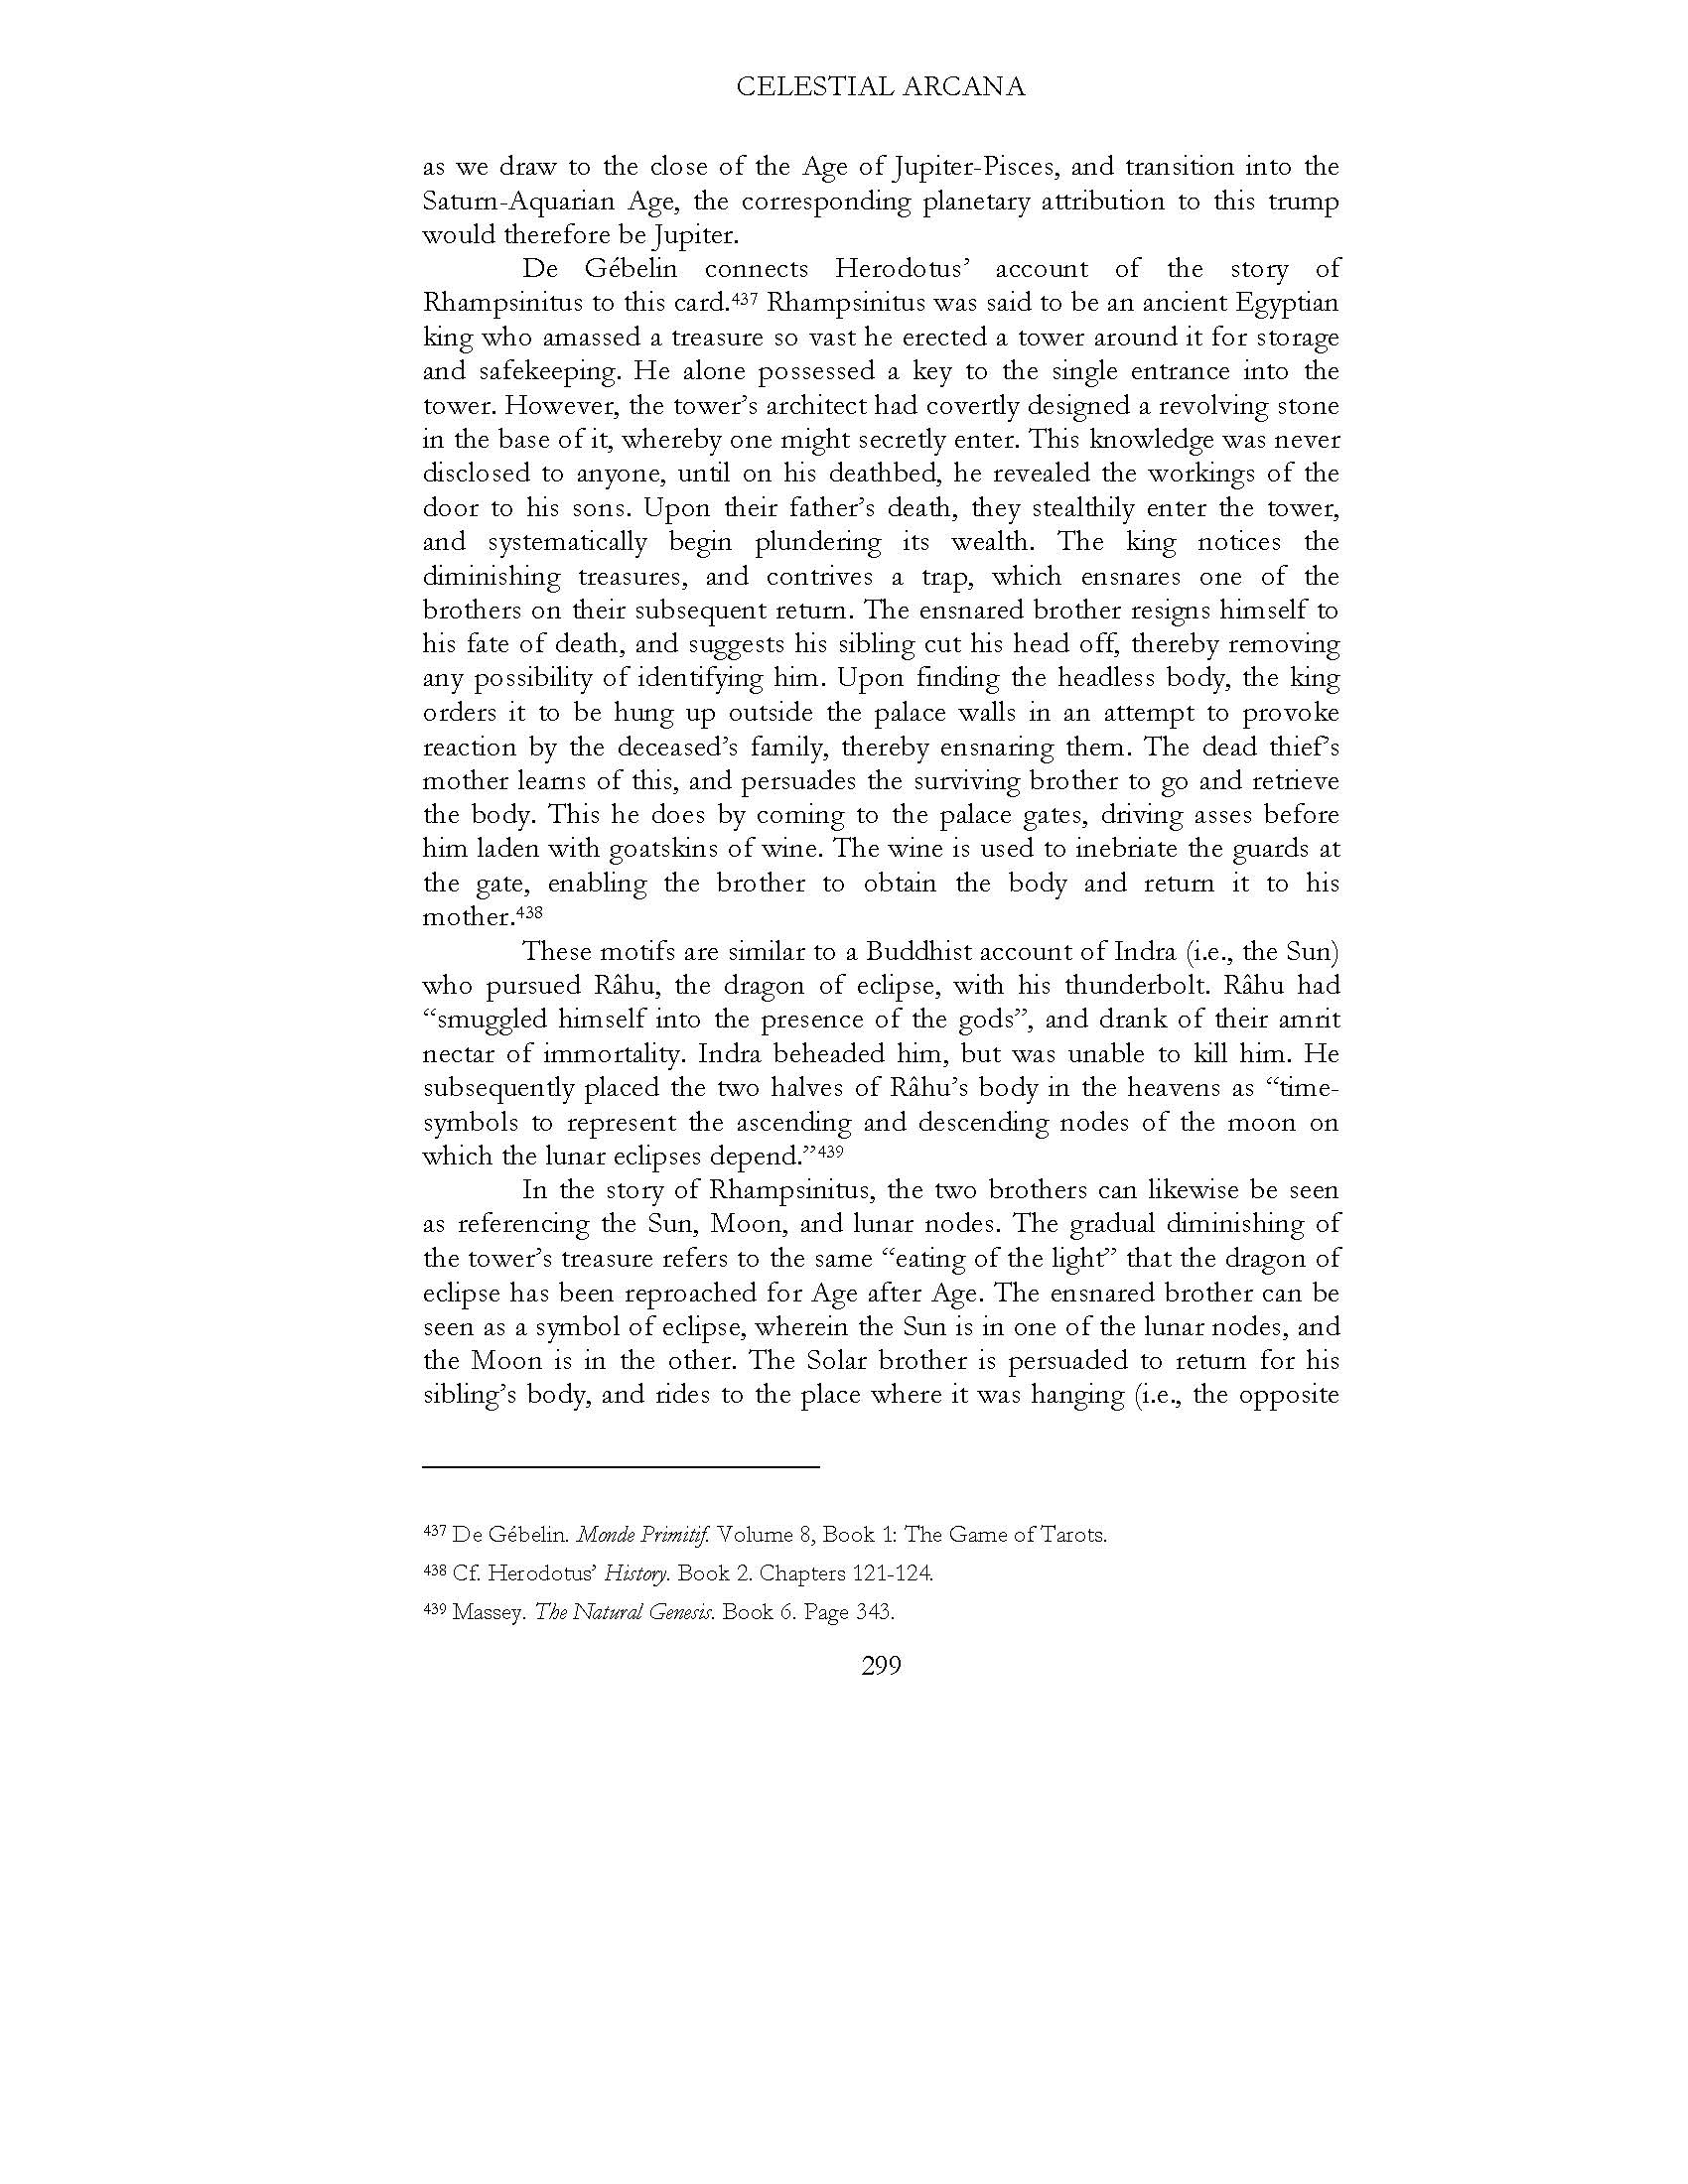 CELESTIAL ARCANA
as we draw to the close of the Age of Jupiter-Pisces, and transition into the
Saturn-Aquarian Age, the corresponding planetary attribution to this trump
would therefore be Jupiter.
De Gébelin connects Herodotus’ account of the story of
Rhampsinitus to this card.437 Rhampsinitus was said to be an ancient Egyptian
king who amassed a treasure so vast he erected a tower around it for storage
and safekeeping. He alone possessed a key to the single entrance into the
tower. However, the tower’s architect had covertly designed a revolving stone
in the base of it, whereby one might secretly enter. This knowledge was never
disclosed to anyone, until on his deathbed, he revealed the workings of the
door to his sons. Upon their father’s death, they stealthily enter the tower,
and systematically begin plundering its wealth. The king notices the
diminishing treasures, and contrives a trap, which ensnares one of the
brothers on their subsequent return. The ensnared brother resigns himself to
his fate of death, and suggests his sibling cut his head off, thereby removing
any possibility of identifying him. Upon finding the headless body, the king
orders it to be hung up outside the palace walls in an attempt to provoke
reaction by the deceased’s family, thereby ensnaring them. The dead thief’s
mother learns of this, and persuades the surviving brother to go and retrieve
the body. This he does by coming to the palace gates, driving asses before
him laden with goatskins of wine. The wine is used to inebriate the guards at
the gate, enabling the brother to obtain the body and return it to his
mother.438
These motifs are similar to a Buddhist account of Indra (i.e., the Sun)
who pursued Râhu, the dragon of eclipse, with his thunderbolt. Râhu had
“smuggled himself into the presence of the gods”, and drank of their amrit
nectar of immortality. Indra beheaded him, but was unable to kill him. He
subsequently placed the two halves of Râhu’s body in the heavens as “time-
symbols to represent the ascending and descending nodes of the moon on
which the lunar eclipses depend.”439
In the story of Rhampsinitus, the two brothers can likewise be seen
as referencing the Sun, Moon, and lunar nodes. The gradual diminishing of
the tower’s treasure refers to the same “eating of the light” that the dragon of
eclipse has been reproached for Age after Age. The ensnared brother can be
seen as a symbol of eclipse, wherein the Sun is in one of the lunar nodes, and
the Moon is in the other. The Solar brother is persuaded to return for his
sibling’s body, and rides to the place where it was hanging (i.e., the opposite
437 De Gébelin. Monde Primitif. Volume 8, Book 1: The Game of Tarots.
438 Cf. Herodotus’ History. Book 2. Chapters 121-124.
439 Massey. The Natural Genesis. Book 6. Page 343.
299